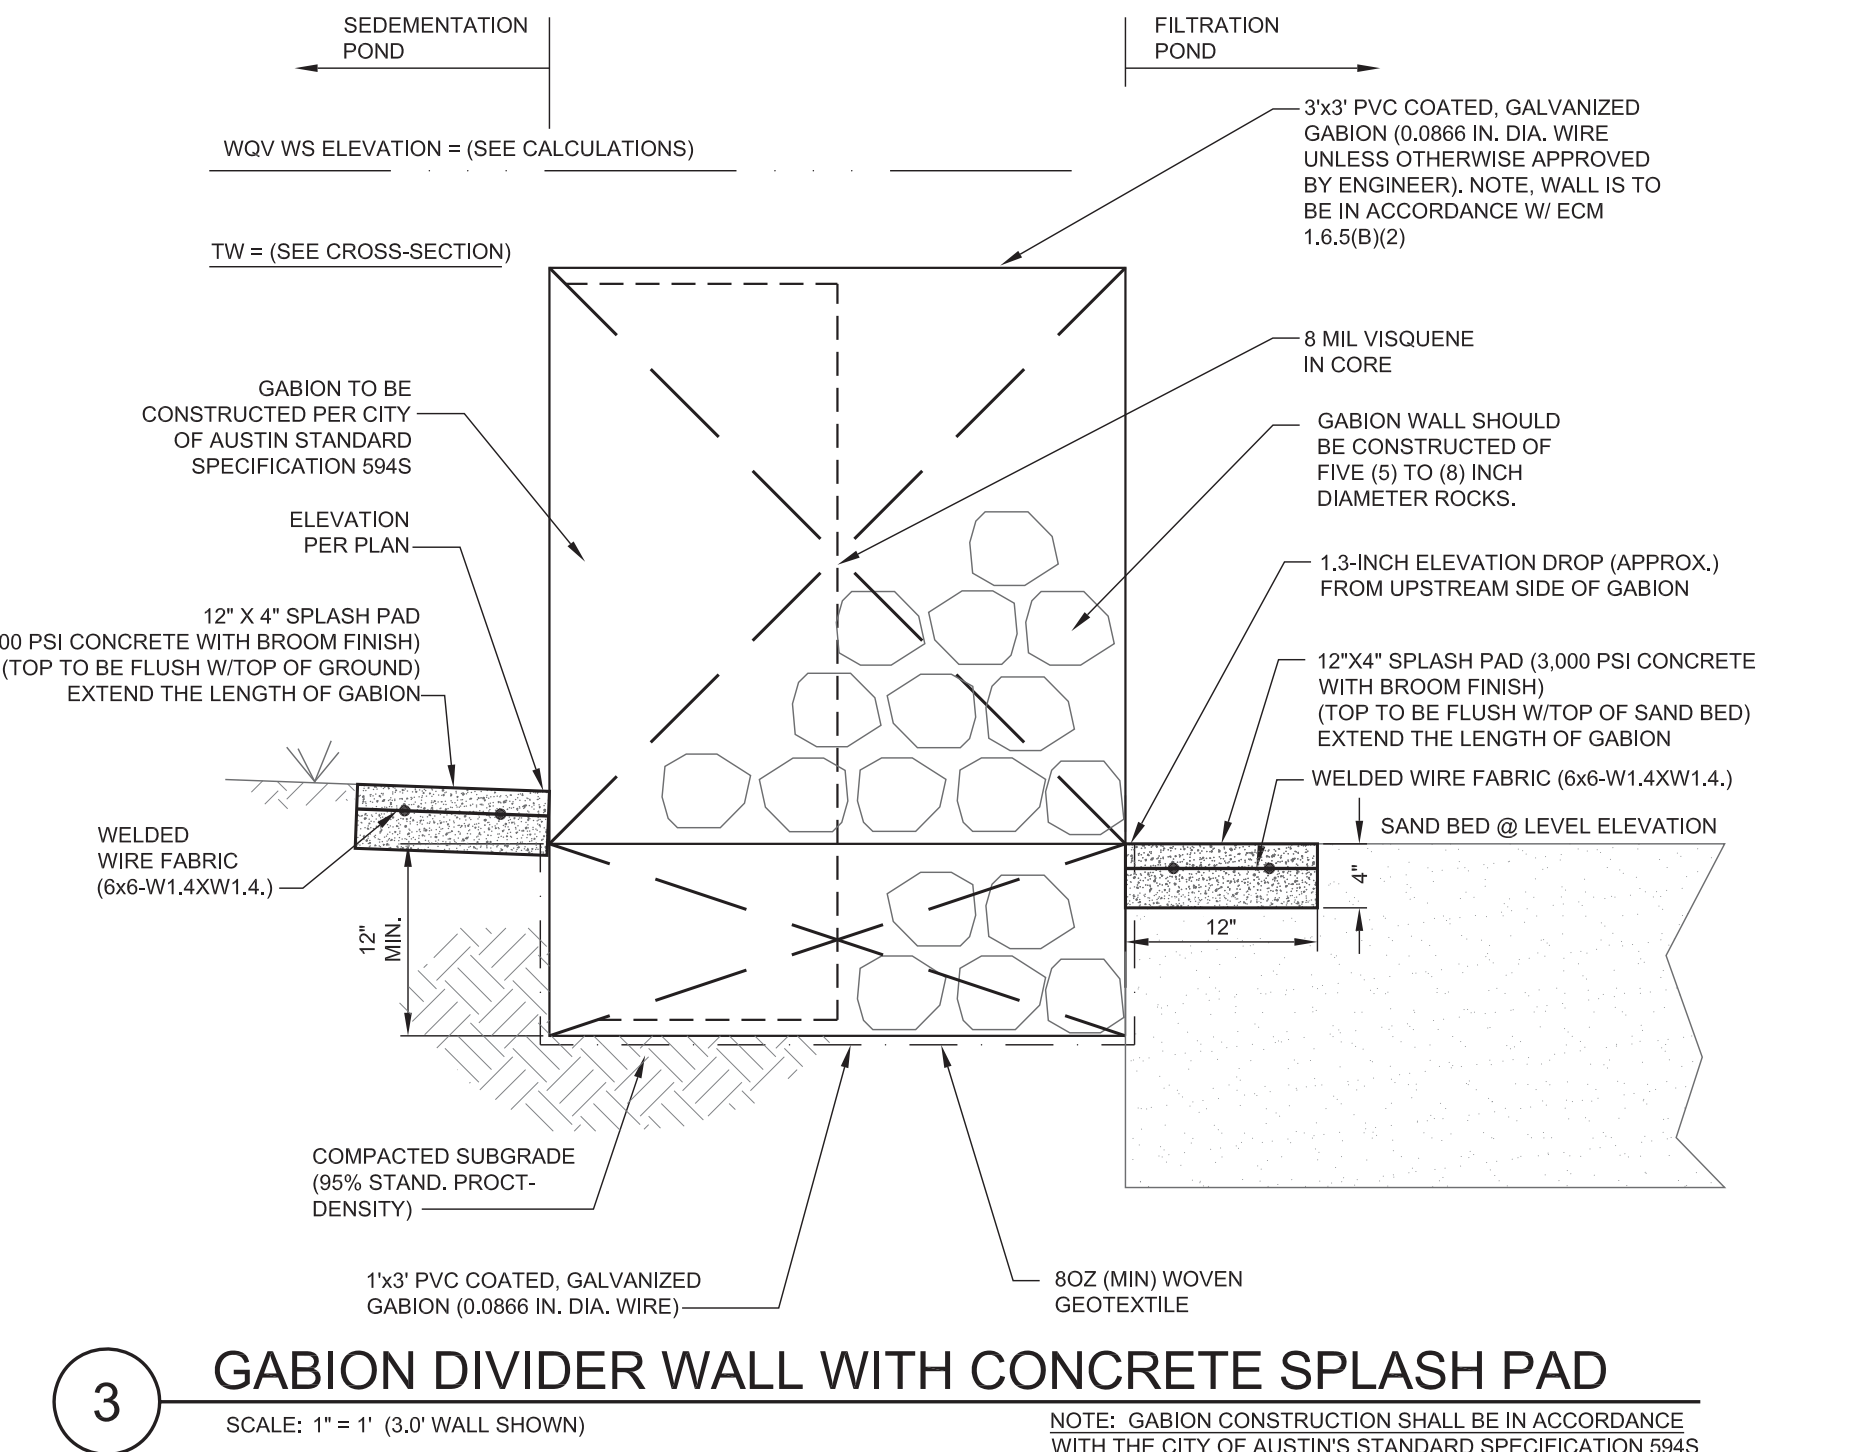 SEDEMENTATION
POND
FILTRATION
POND
WQV WS ELEVATION = (SEE CALCULATIONS)
TW = (SEE CROSS-SECTION)
3'x3' PVC COATED, GALVANIZED
GABION (0.0866 IN. DIA. WIRE
UNLESS OTHERWISE APPROVED
BY ENGINEER). NOTE, WALL IS TO
BE IN ACCORDANCE W/ ECM
1.6.5(B)(2)
8 MIL VISQUENE
IN CORE
GABION TO BE
CONSTRUCTED PER CITY
OF AUSTIN STANDARD
SPECIFICATION 594S
GABION WALL SHOULD
BE CONSTRUCTED OF
FIVE (5) TO (8) INCH
DIAMETER ROCKS.
ELEVATION
PER PLAN
1.3-INCH ELEVATION DROP (APPROX.)
FROM UPSTREAM SIDE OF GABION
12" X 4" SPLASH PAD
00 PSI CONCRETE WITH BROOM FINISH)
(TOP TO BE FLUSH W/TOP OF GROUND)
EXTEND THE LENGTH OF GABION
12"X4" SPLASH PAD (3,000 PSI CONCRETE
WITH BROOM FINISH)
(TOP TO BE FLUSH W/TOP OF SAND BED)
EXTEND THE LENGTH OF GABION
WELDED WIRE FABRIC (6x6-W1.4XW1.4.)
SAND BED @ LEVEL ELEVATION
WELDED
WIRE FABRIC
(6x6-W1.4XW1.4.)
4"
12"
12"
MIN.
COMPACTED SUBGRADE
(95% STAND. PROCT-
DENSITY)
1'x3' PVC COATED, GALVANIZED
GABION (0.0866 IN. DIA. WIRE)
8OZ (MIN) WOVEN
GEOTEXTILE
3
GABION DIVIDER WALL WITH CONCRETE SPLASH PAD
SCALE: 1" = 1' (3.0' WALL SHOWN)
NOTE: GABION CONSTRUCTION SHALL BE IN ACCORDANCE
WITH THE CITY OF AUSTIN'S STANDARD SPECIFICATION 594S